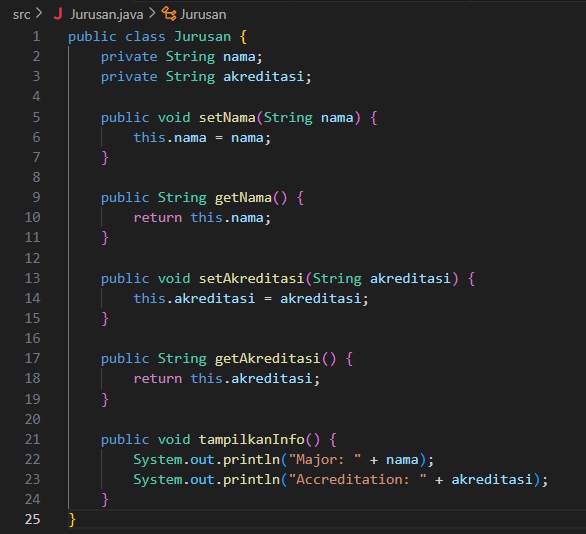 src > Jurusan.java > Jurusan
1 public class Jurusan {
2     private String nama;
3     private String akreditasi;
4
5     public void setNama(String nama) {
6         this.nama = nama;
7     }
8
9     public String getNama() {
10         return this.nama;
11     }
12
13     public void setAkreditasi(String akreditasi) {
14         this.akreditasi = akreditasi;
15     }
16
17     public String getAkreditasi() {
18         return this.akreditasi;
19     }
20
21     public void tampilkanInfo() {
22         System.out.println("Major: " + nama);
23         System.out.println("Accreditation: " + akreditasi);
24     }
25 }